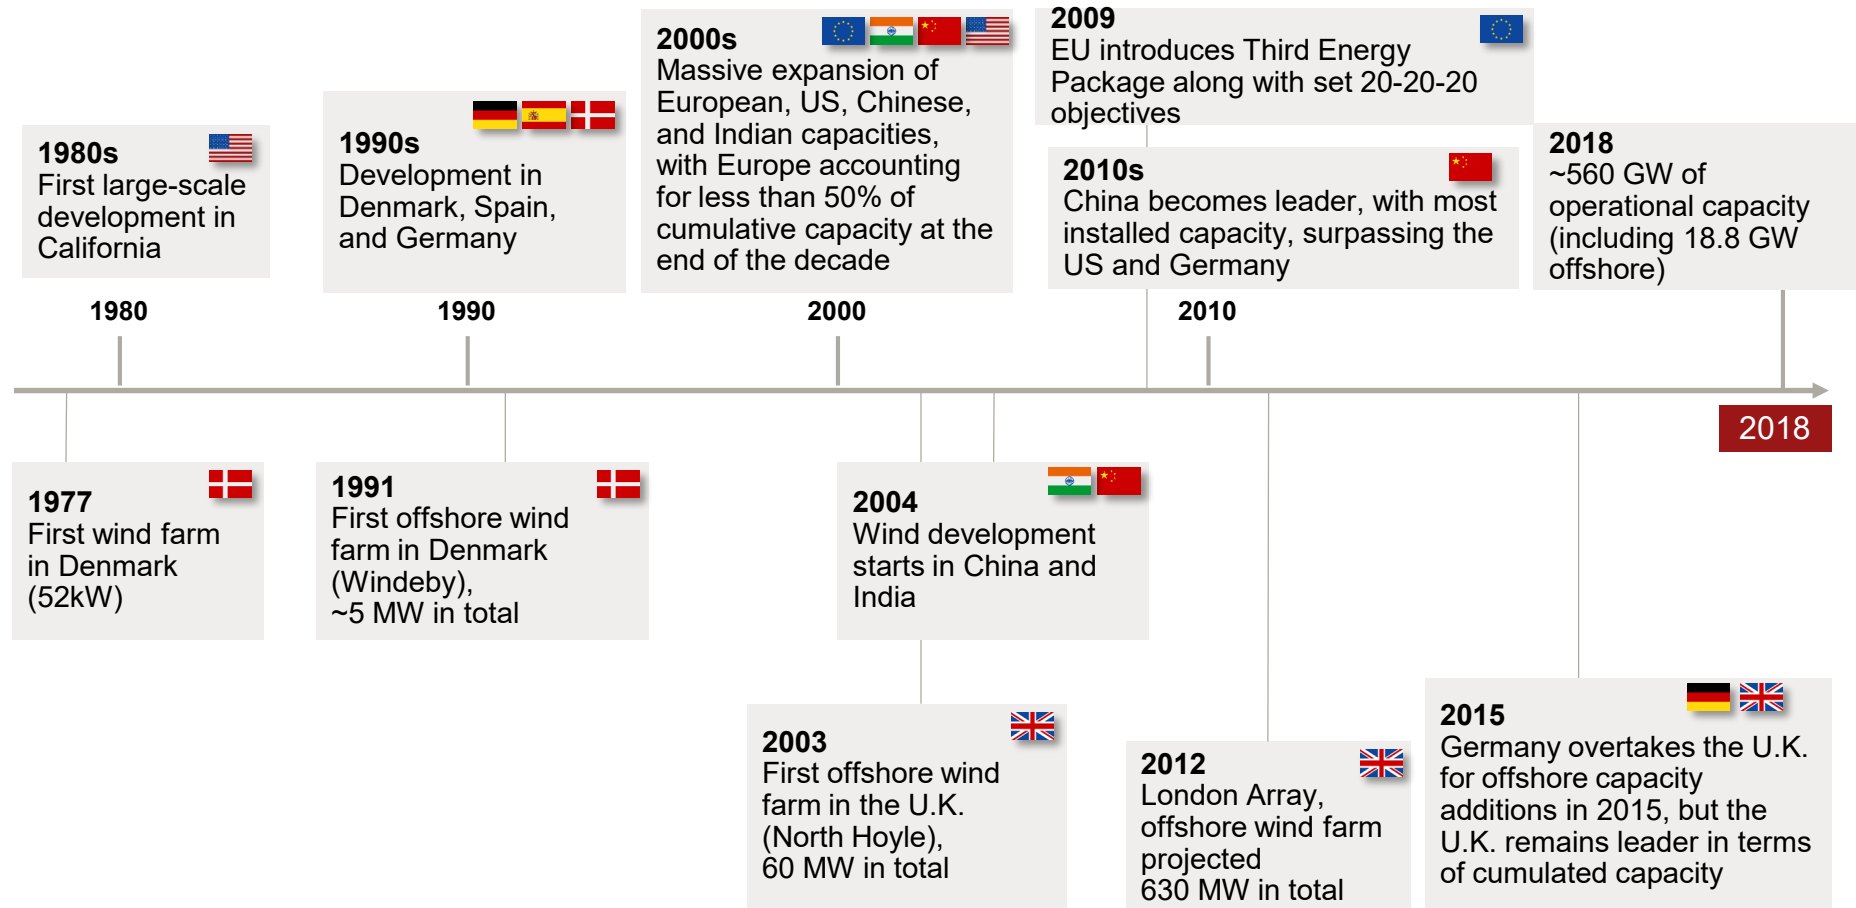 1980s
First large-scale
development in
California
1990s
Development in
Denmark, Spain,
and Germany
2000s
Massive expansion of
European, US, Chinese,
and Indian capacities,
with Europe accounting
for less than 50% of
cumulative capacity at the
end of the decade
2009
EU introduces Third Energy
Package along with set 20-20-20
objectives
2010s
China becomes leader, with most
installed capacity, surpassing the
US and Germany
2018
~560 GW of
operational capacity
(including 18.8 GW
offshore)
1980
1990
2000
2010
2018
1977
First wind farm
in Denmark
(52kW)
1991
First offshore wind
farm in Denmark
(Windeby),
~5 MW in total
2004
Wind development
starts in China and
India
2003
First offshore wind
farm in the U.K.
(North Hoyle),
60 MW in total
2012
London Array,
offshore wind farm
projected
630 MW in total
2015
Germany overtakes the U.K.
for offshore capacity
additions in 2015, but the
U.K. remains leader in terms
of cumulated capacity